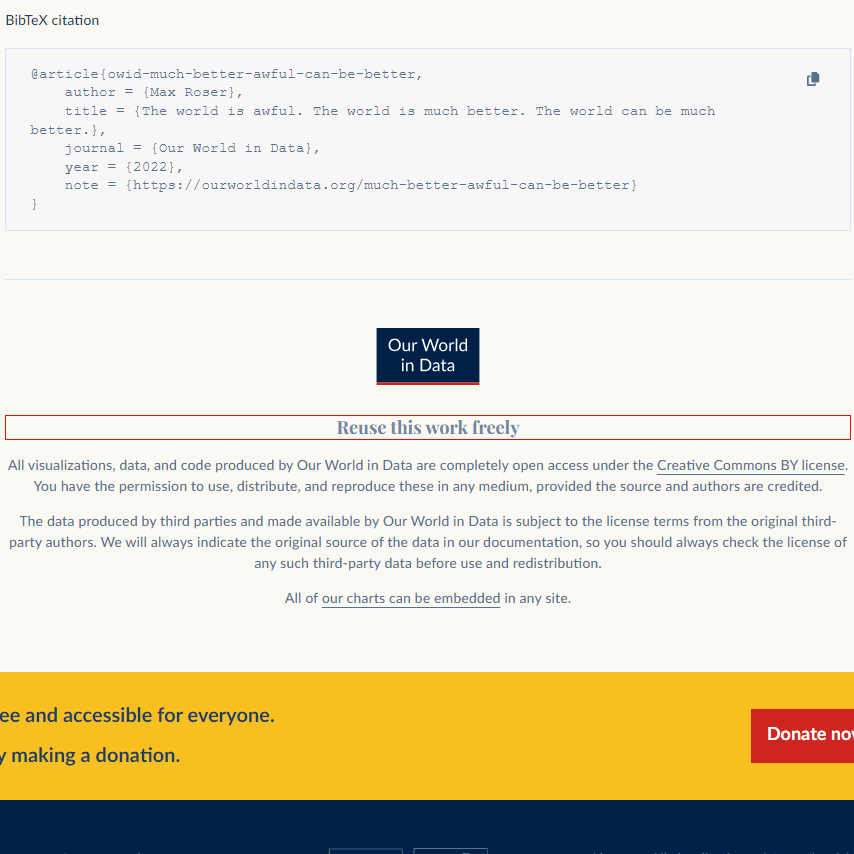 BibTeX citation
@article{owid-much-better-awful-can-be-better,
author = {Max Roser},
title = {The world is awful. The world is much better. The world can be much
better.},
journal = {Our World in Data},
year = {2022},
note = {https://ourworldindata.org/much-better-awful-can-be-better}
}
Our World
in Data
Reuse this work freely
All visualizations, data, and code produced by Our World in Data are completely open access under the Creative Commons BY license.
You have the permission to use, distribute, and reproduce these in any medium, provided the source and authors are credited.
The data produced by third parties and made available by Our World in Data is subject to the license terms from the original third-
party authors. We will always indicate the original source of the data in our documentation, so you should always check the license of
any such third-party data before use and redistribution.
All of our charts can be embedded in any site.
ee and accessible for everyone.
y making a donation.
Donate no